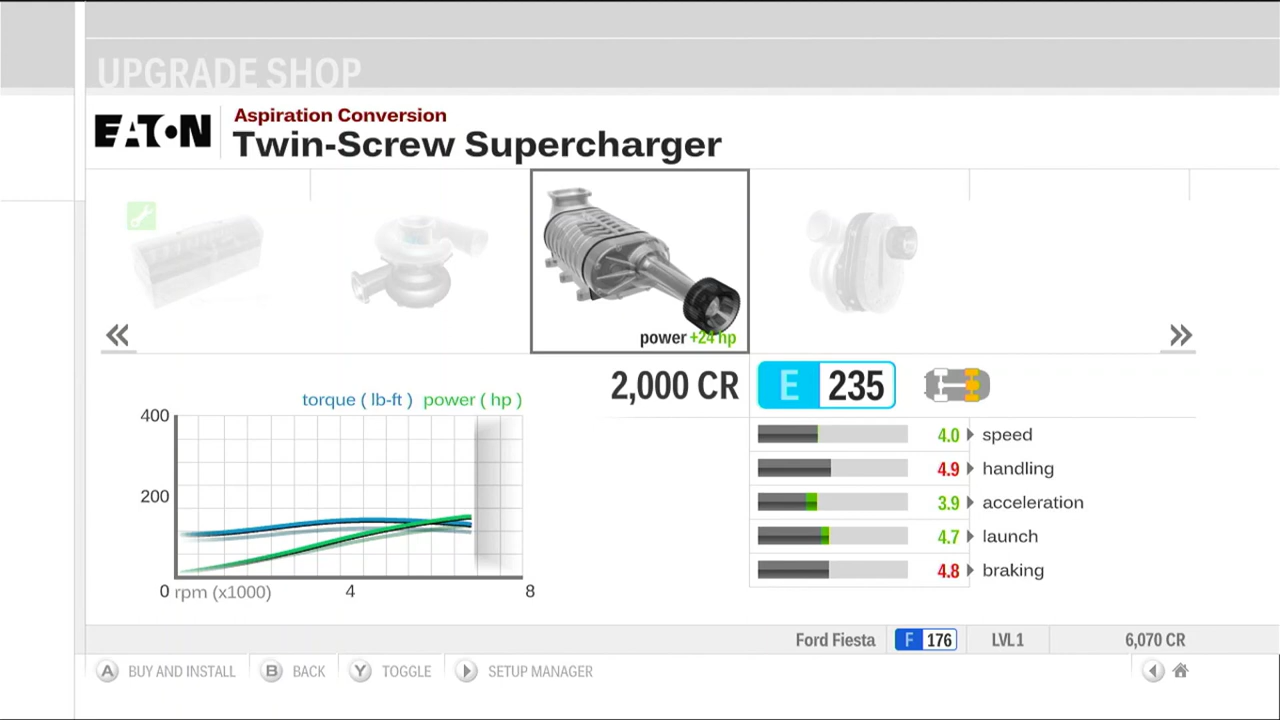 UPGRADE SHOP
EATON
Aspiration Conversion
Twin-Screw Supercharger
power +24 hp
2,000 CR
E 235
torque ( lb-ft ) power ( hp )
400
200
0 rpm (x1000) 4 8
4.0 speed
4.9 handling
3.9 acceleration
4.7 launch
4.8 braking
Ford Fiesta F 176 LVL1 6,070 CR
A BUY AND INSTALL B BACK Y TOGGLE SETUP MANAGER